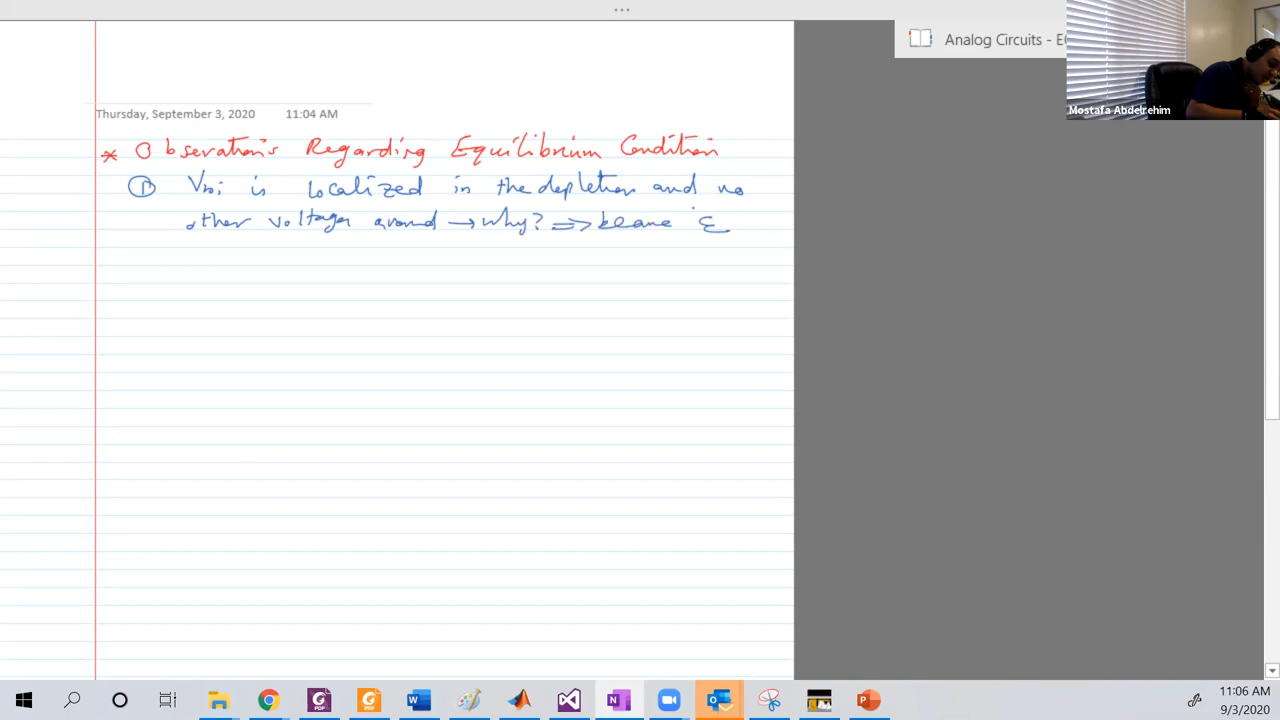 Analog Circuits - E
Mostafa Abdelrehim
Thursday, September 3, 2020 11:04 AM
* Observations Regarding Equilibrium Condition
① Vbi is Localized in the depletion and no
other voltages around → why? ⇒ because ε
11:06 AM
9/3/2020